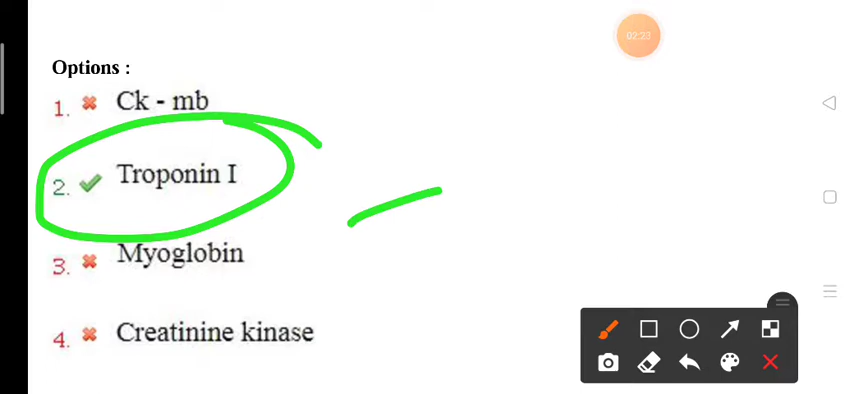 02:23
Options :
1. Ck - mb
2. Troponin I
3. Myoglobin
4. Creatinine kinase